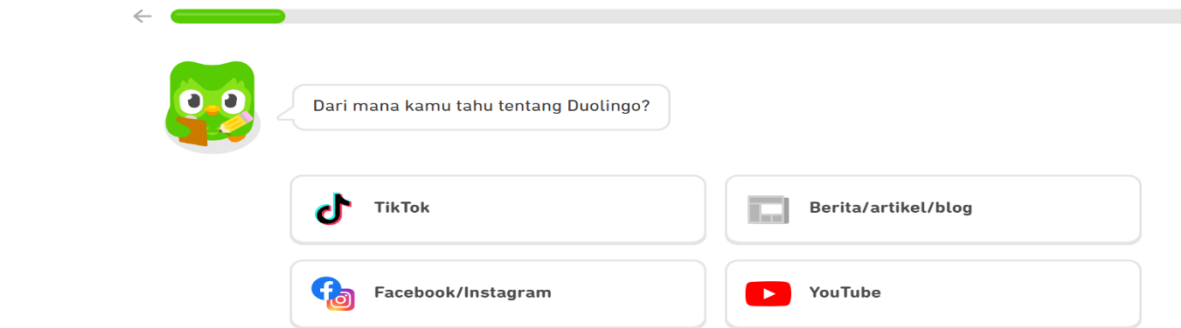 Dari mana kamu tahu tentang Duolingo?
TikTok
Berita/artikel/blog
Facebook/Instagram
YouTube